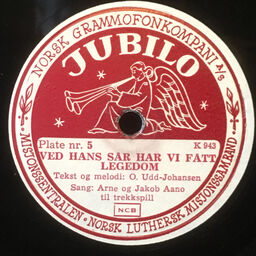 NORSK GRAMMOFONKOMPANI A/S
JUBILO
Plate nr. 5 K 943
VED HANS SÅR HAR VI FÅTT
LEGEDOM
Tekst og melodi: O. Udd-Johansen
Sang: Arne og Jakob Aano
til trekkspill
NCB
• MISJONSSENTRALEN • NORSK LUTHERSK MISJONSSAMBAND •